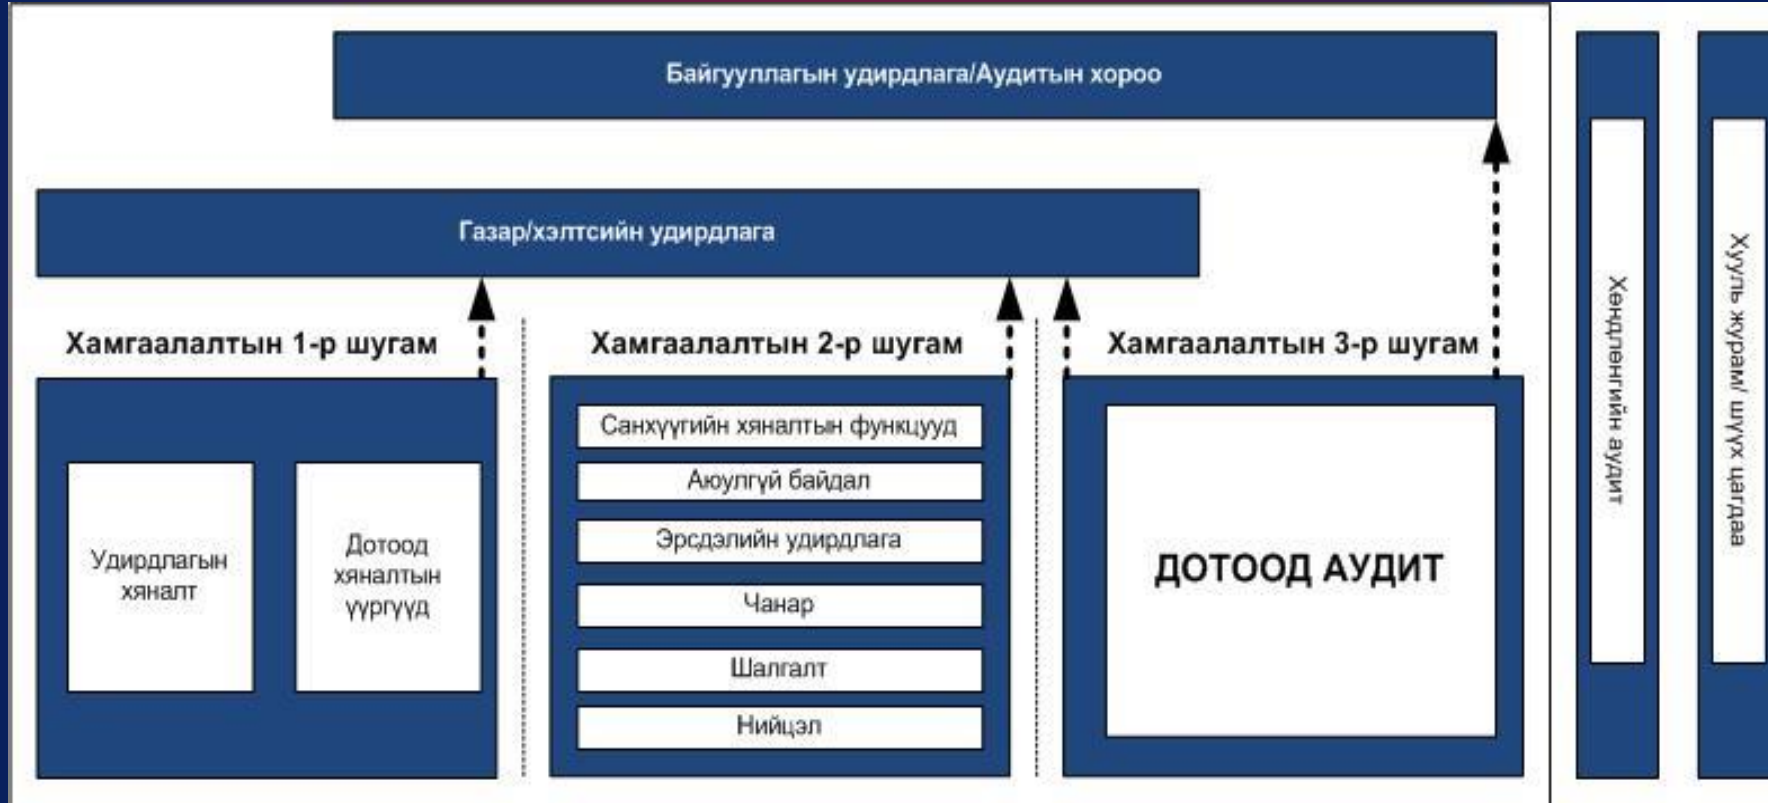 Байгууллагын удирдлага/Аудитын хороо
Газар/хэлтсийн удирдлага
Хамгаалалтын 1-р шугам
Удирдлагын
хяналт
Дотоод
хяналтын
үүргүүд
Хамгаалалтын 2-р шугам
Санхүүгийн хяналтын функцууд
Аюулгүй байдал
Эрсдэлийн удирдлага
Чанар
Шалгалт
Нийцэл
Хамгаалалтын 3-р шугам
ДОТООД АУДИТ
Хөндлөнгийн аудит
Хууль журам/ шүүх цагдаа